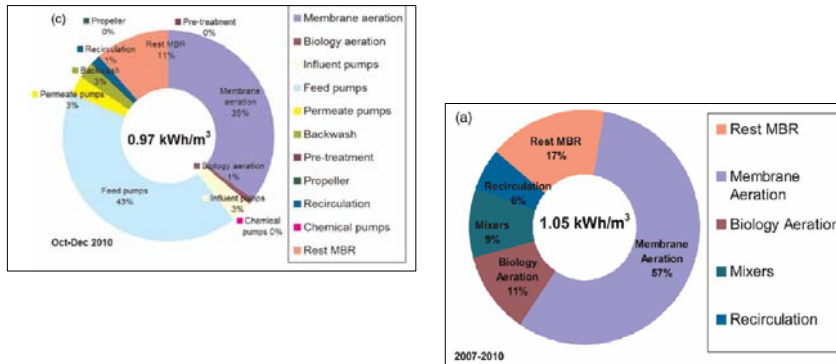 (c)
Propeller
0%
Pre-treatment
0%
Rest MBR
11%
Recirculation
1%
Backwash
3%
Permeate pumps
3%
Membrane
aeration
35%
0.97 kWh/m³
Biology aeration
1%
Influent pumps
3%
Chemical
pumps 0%
Feed pumps
43%
Oct-Dec 2010
Membrane aeration
Biology aeration
Influent pumps
Feed pumps
Permeate pumps
Backwash
Pre-treatment
Propeller
Recirculation
Chemical pumps
Rest MBR
(a)
Rest MBR
17%
Recirculation
6%
Mixers
9%
Biology
Aeration
11%
1.05 kWh/m³
Membrane
Aeration
57%
2007-2010
Rest MBR
Membrane
Aeration
Biology Aeration
Mixers
Recirculation